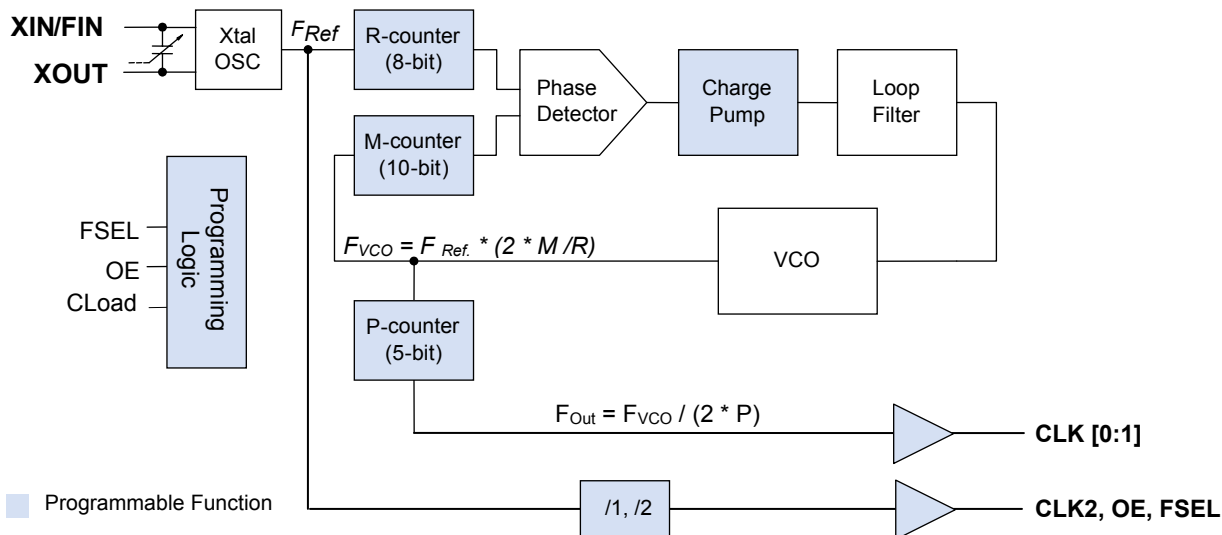 XIN/FIN
XOUT
Xtal
OSC
FRef
R-counter
(8-bit)
M-counter
(10-bit)
Phase
Detector
Charge
Pump
Loop
Filter
Programming
Logic
FSEL
OE
CLoad
FVCO = F Ref. * (2 * M /R)
VCO
P-counter
(5-bit)
FOut = FVCO / (2 * P)
CLK [0:1]
Programmable Function
/1, /2
CLK2, OE, FSEL